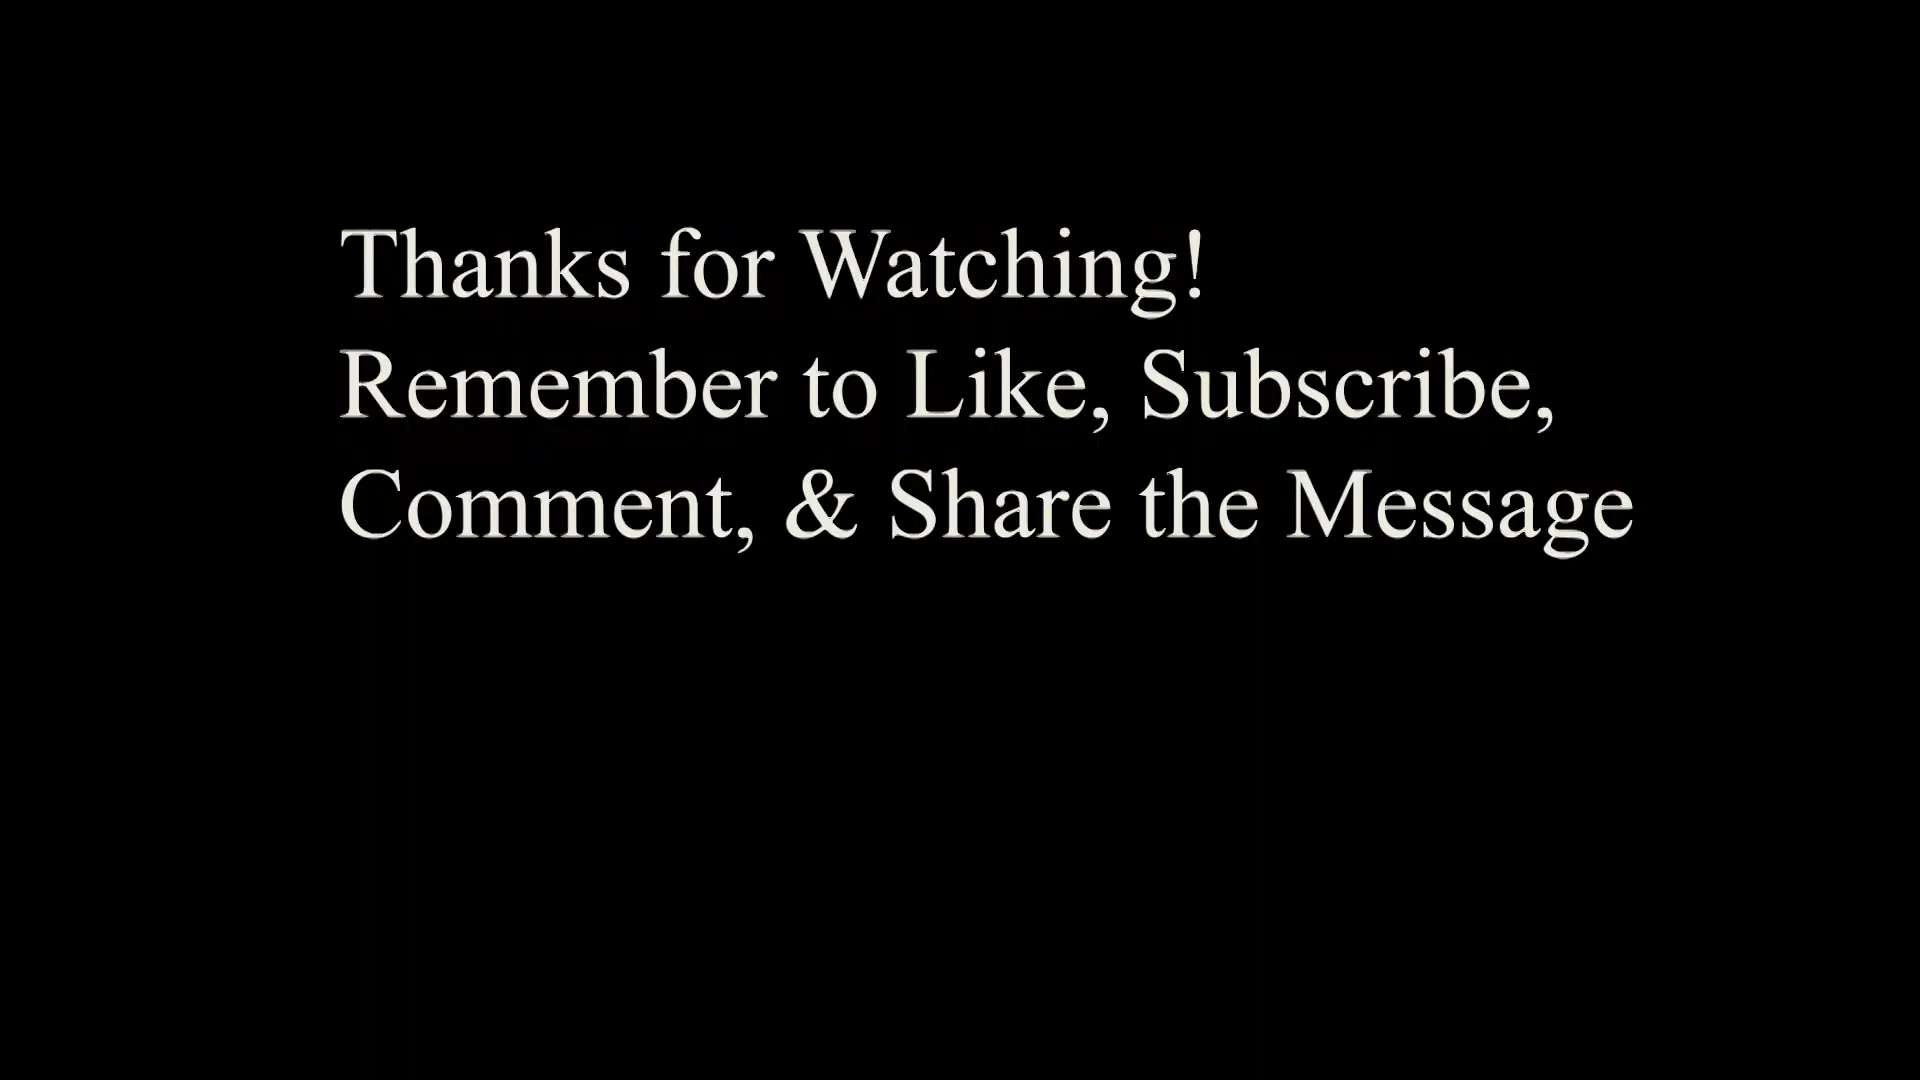 Thanks for Watching!
Remember to Like, Subscribe,
Comment, & Share the Message